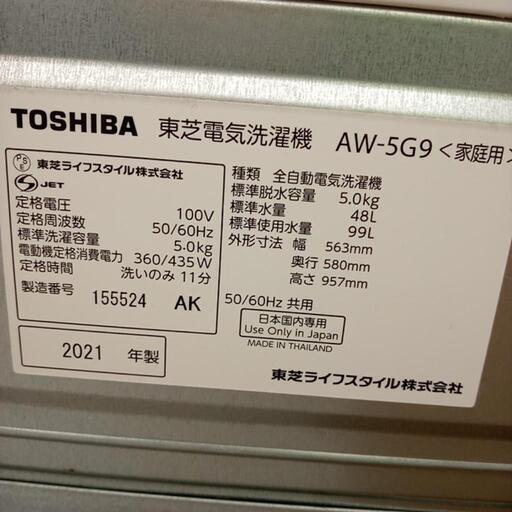 TOSHIBA 東芝電気洗濯機 AW-5G9 <家庭用>
PSE 東芝ライフスタイル株式会社
S JET
定格電圧 100V
定格周波数 50/60Hz
標準洗濯容量 5.0kg
電動機定格消費電力 360/435W
定格時間 洗いのみ 11分
製造番号 155524 AK
2021 年製
種類 全自動電気洗濯機
標準脱水容量 5.0kg
標準水量 48L
標準使用水量 99L
外形寸法 幅 563mm
奥行 580mm
高さ 957mm
50/60Hz 共用
日本国内専用
Use Only in Japan
MADE IN THAILAND
東芝ライフスタイル株式会社